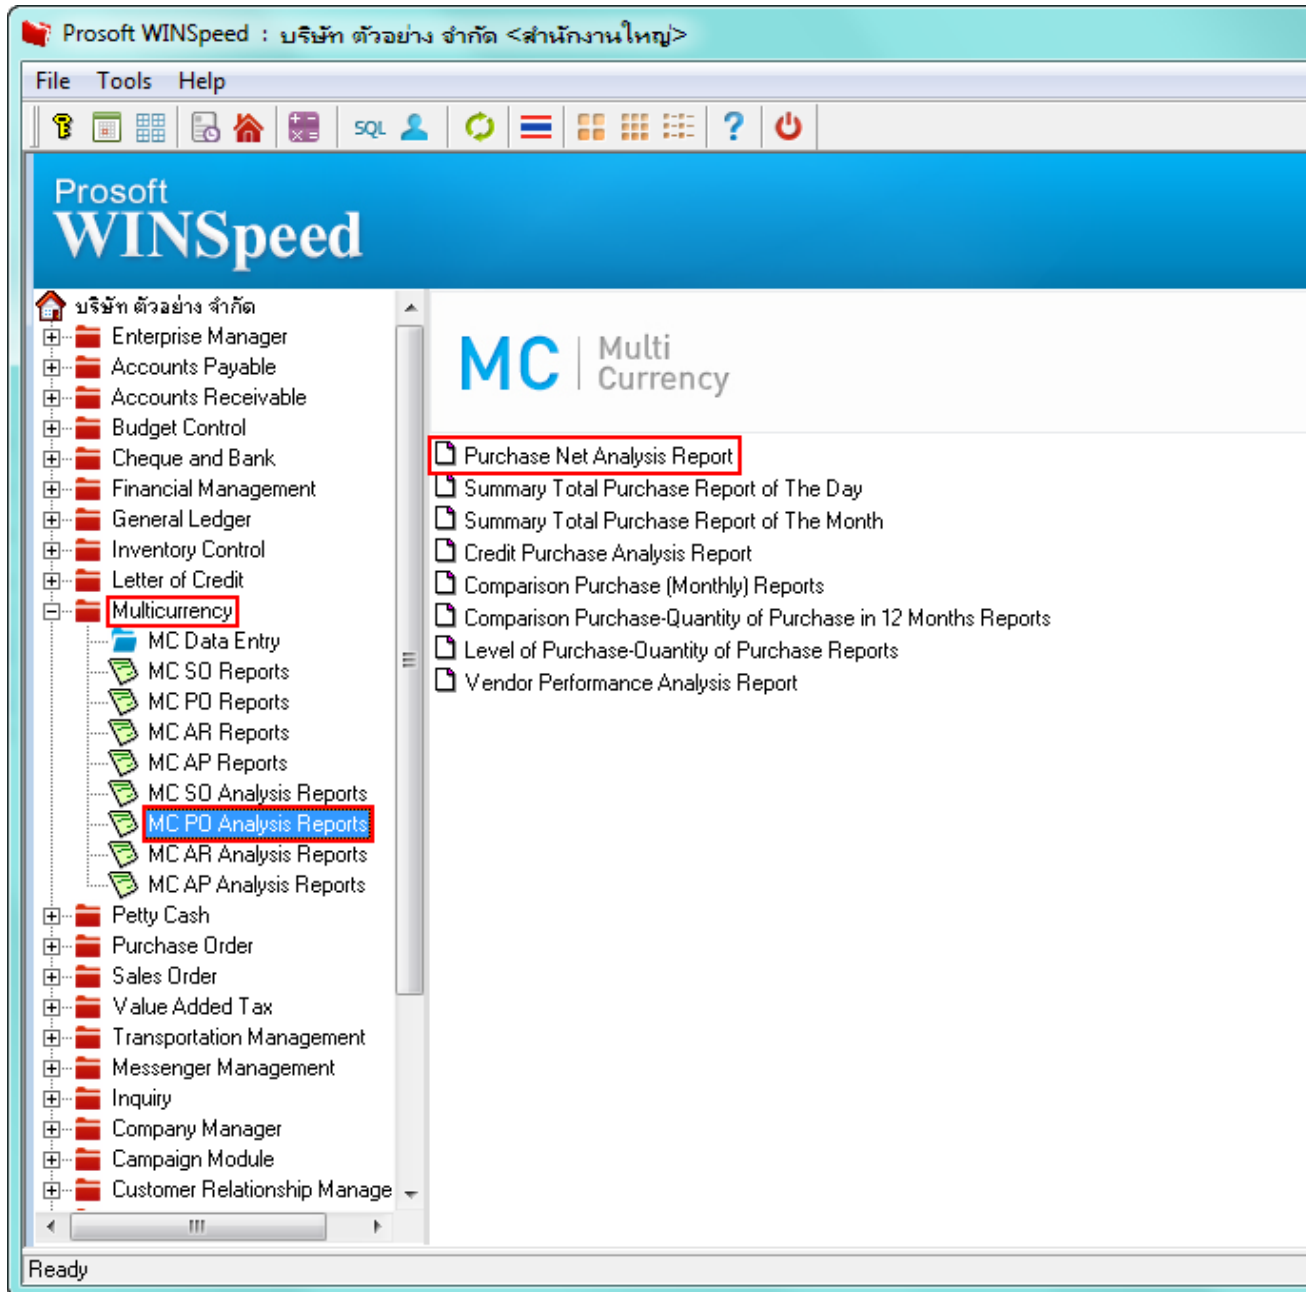 Prosoft WINSpeed : บริษัท ตัวอย่าง จำกัด <สำนักงานใหญ่>
File Tools Help
SQL
Prosoft
WINSpeed
บริษัท ตัวอย่าง จำกัด
Enterprise Manager
Accounts Payable
Accounts Receivable
Budget Control
Cheque and Bank
Financial Management
General Ledger
Inventory Control
Letter of Credit
Multicurrency
MC Data Entry
MC SO Reports
MC PO Reports
MC AR Reports
MC AP Reports
MC SO Analysis Reports
MC PO Analysis Reports
MC AR Analysis Reports
MC AP Analysis Reports
Petty Cash
Purchase Order
Sales Order
Value Added Tax
Transportation Management
Messenger Management
Inquiry
Company Manager
Campaign Module
Customer Relationship Manage
MC Multi
Currency
Purchase Net Analysis Report
Summary Total Purchase Report of The Day
Summary Total Purchase Report of The Month
Credit Purchase Analysis Report
Comparison Purchase (Monthly) Reports
Comparison Purchase-Quantity of Purchase in 12 Months Reports
Level of Purchase-Ouantity of Purchase Reports
Vendor Performance Analysis Report
Ready